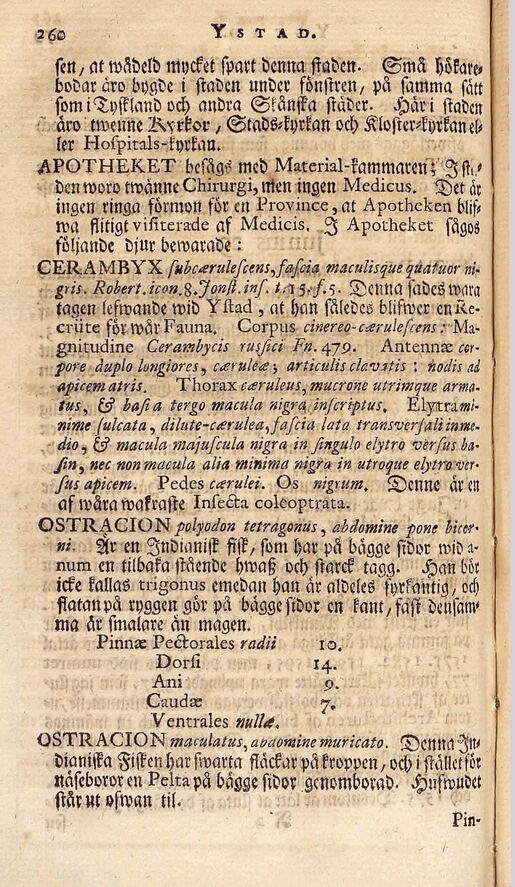 260 YSTAD.
sen, at wådeld mycket spart denna staden. Små hökare-
bodar äro bygde i staden under fönstren, på samma sätt
som i Tyskland och andra Skånska städer. Här i staden
äro twenne Kyrkor, Stads-kyrkan och Kloster-kyrkan el-
ler Hospitals-kyrkan.
APOTHEKET besågs med Material-kammaren; I sta-
den woro twänne Chirurgi, men ingen Medicus. Det är
ingen ringa förmon för en Province, at Apotheken blif-
wa flitigt visiterade af Medicis. I Apotheket sågos
följande djur bewarade:
CERAMBYX subcærulescens, fascia maculisque quatuor ni-
gris. Robert. icon. 8. Jonst. ins. t. 15. f. 5. Denna sades wara
tagen lefwande wid Ystad, at han således blifwer en Re-
crüte för wår Fauna. Corpus cinereo-cærulescens: Ma-
gnitudine Cerambycis russici Fn. 479. Antennæ cor-
pore duplo longiores, cæruleæ; articulis clavatis: nodis ad
apicem atris. Thorax cæruleus, mucrone utrimque arma-
tus, & basi a tergo macula nigra inscriptus. Elytra mi-
nime sulcata, dilute-cærulea, fascia lata transversali in me-
dio, & macula majuscula nigra in singulo elytro versus ba-
sin, nec non macula alia minima nigra in utroque elytro ver-
sus apicem. Pedes cærulei. Os nigrum. Denne är en
af wåra wakraste Insecta coleoptrata.
OSTRACION polyodon tetragonus, abdomine pone bicor-
ni. Är en Indianisk fisk, som har på bägge sidor wid a-
num en tilbaka stående hwaß och starck tagg. Han bör
icke kallas trigonus emedan han är aldeles fyrkantig, och
flatan på ryggen gör på bägge sidor en kant, fast densam-
ma är smalare än magen.
Pinnæ Pectorales radii 10.
Dorsi 14.
Ani 9.
Caudæ 7.
Ventrales nullæ.
OSTRACION maculatus, abdomine muricato. Denna In-
dianiska Fisken har swarta fläckar på kroppen, och i stället för
näseboror en Pelta på bägge sidor genomborad. Hufwudet
står ut ofwan til.
Pin-